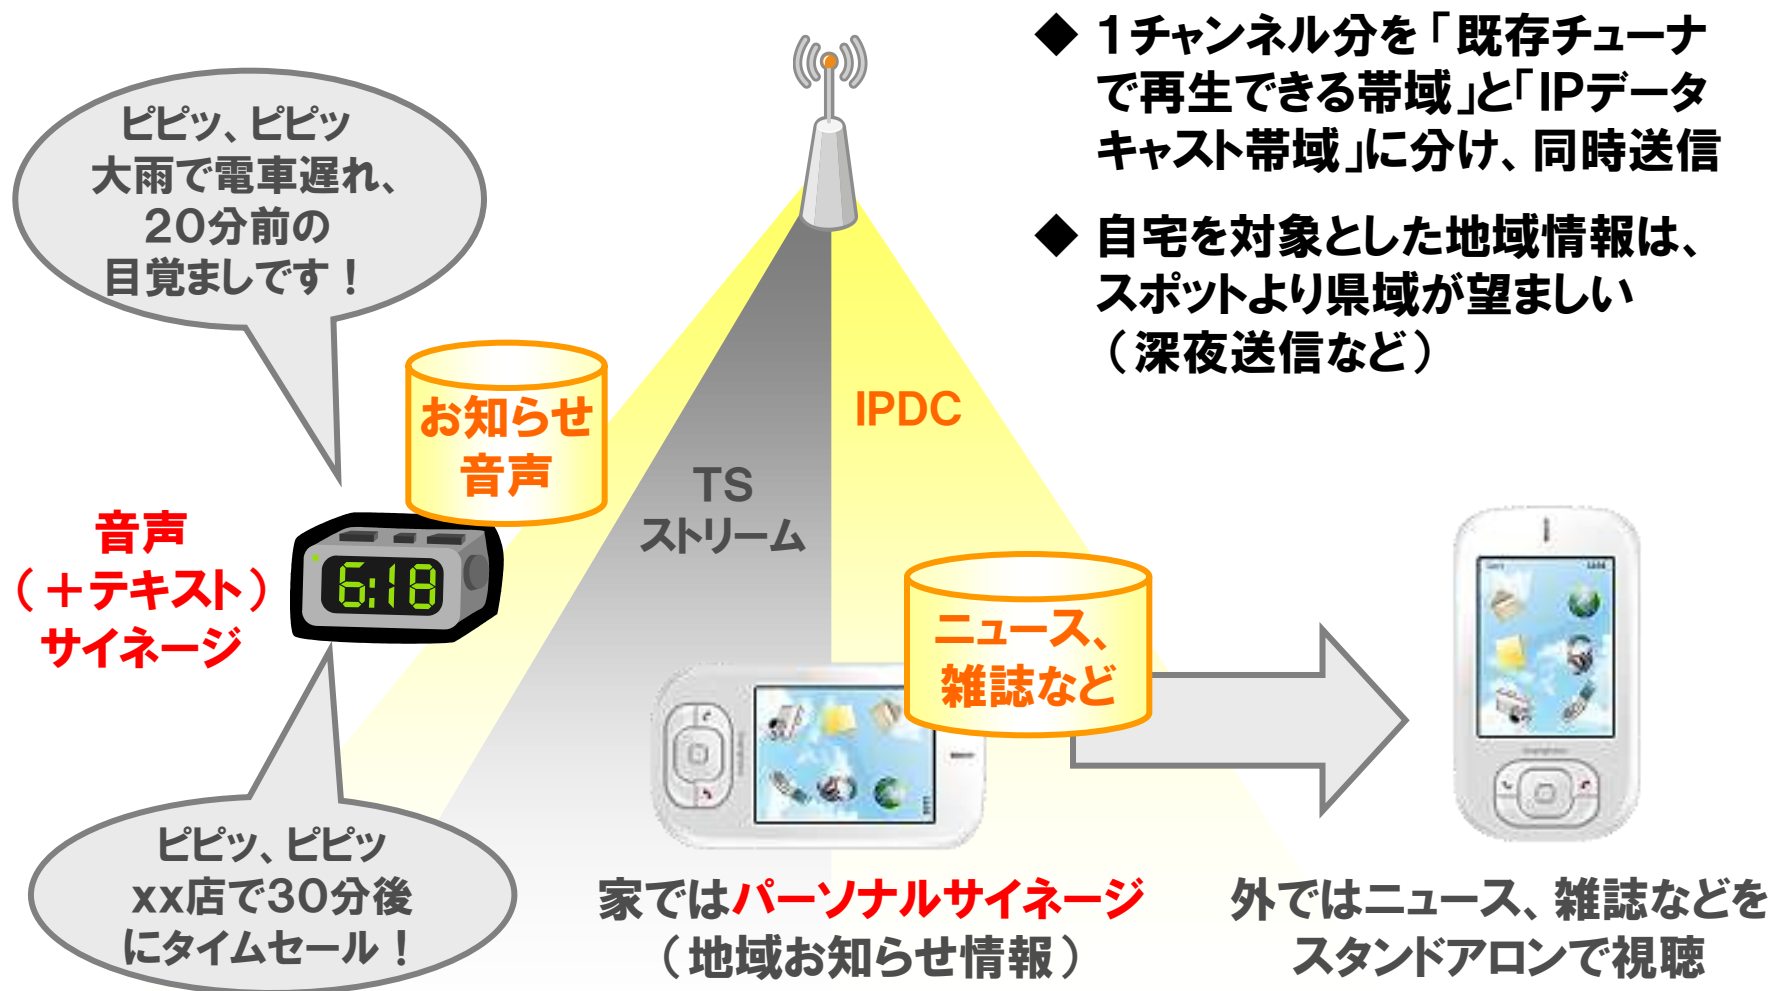 ◆ 1チャンネル分を「既存チューナ
で再生できる帯域」と「IPデータ
キャスト帯域」に分け、同時送信
◆ 自宅を対象とした地域情報は、
スポットより県域が望ましい
（深夜送信など）
ピピッ、ピピッ
大雨で電車遅れ、
20分前の
目覚ましです！
お知らせ
音声
IPDC
TS
ストリーム
音声
（＋テキスト）
サイネージ
6:18
ニュース、
雑誌など
ピピッ、ピピッ
xx店で30分後
にタイムセール！
家ではパーソナルサイネージ
（地域お知らせ情報）
外ではニュース、雑誌などを
スタンドアロンで視聴